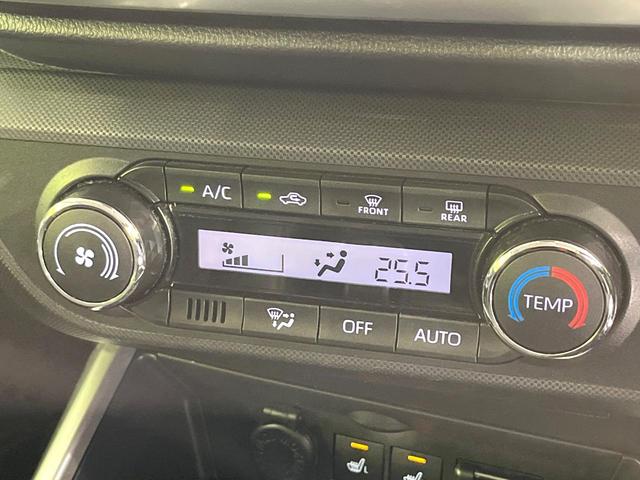 A/C
FRONT
REAR
25.5
TEMP
OFF
AUTO
L
R